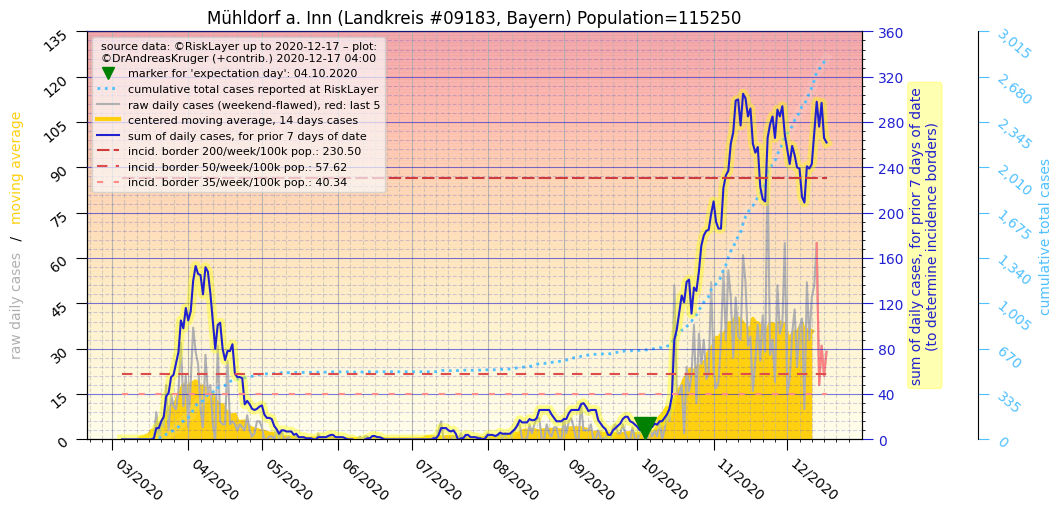 Mühldorf a. Inn (Landkreis #09183, Bayern) Population=115250
source data: ©RiskLayer up to 2020-12-17 – plot:
©DrAndreasKruger (+contrib.) 2020-12-17 04:00
marker for 'expectation day': 04.10.2020
cumulative total cases reported at RiskLayer
raw daily cases (weekend-flawed), red: last 5
centered moving average, 14 days cases
sum of daily cases, for prior 7 days of date
incid. border 200/week/100k pop.: 230.50
incid. border 50/week/100k pop.: 57.62
incid. border 35/week/100k pop.: 40.34
raw daily cases / moving average
135
120
105
90
75
60
45
30
15
0
03/2020
04/2020
05/2020
06/2020
07/2020
08/2020
09/2020
10/2020
11/2020
12/2020
360
320
280
240
200
160
120
80
40
0
sum of daily cases, for prior 7 days of date
(to determine incidence borders)
3,015
2,680
2,345
2,010
1,675
1,340
1,005
670
335
0
cumulative total cases